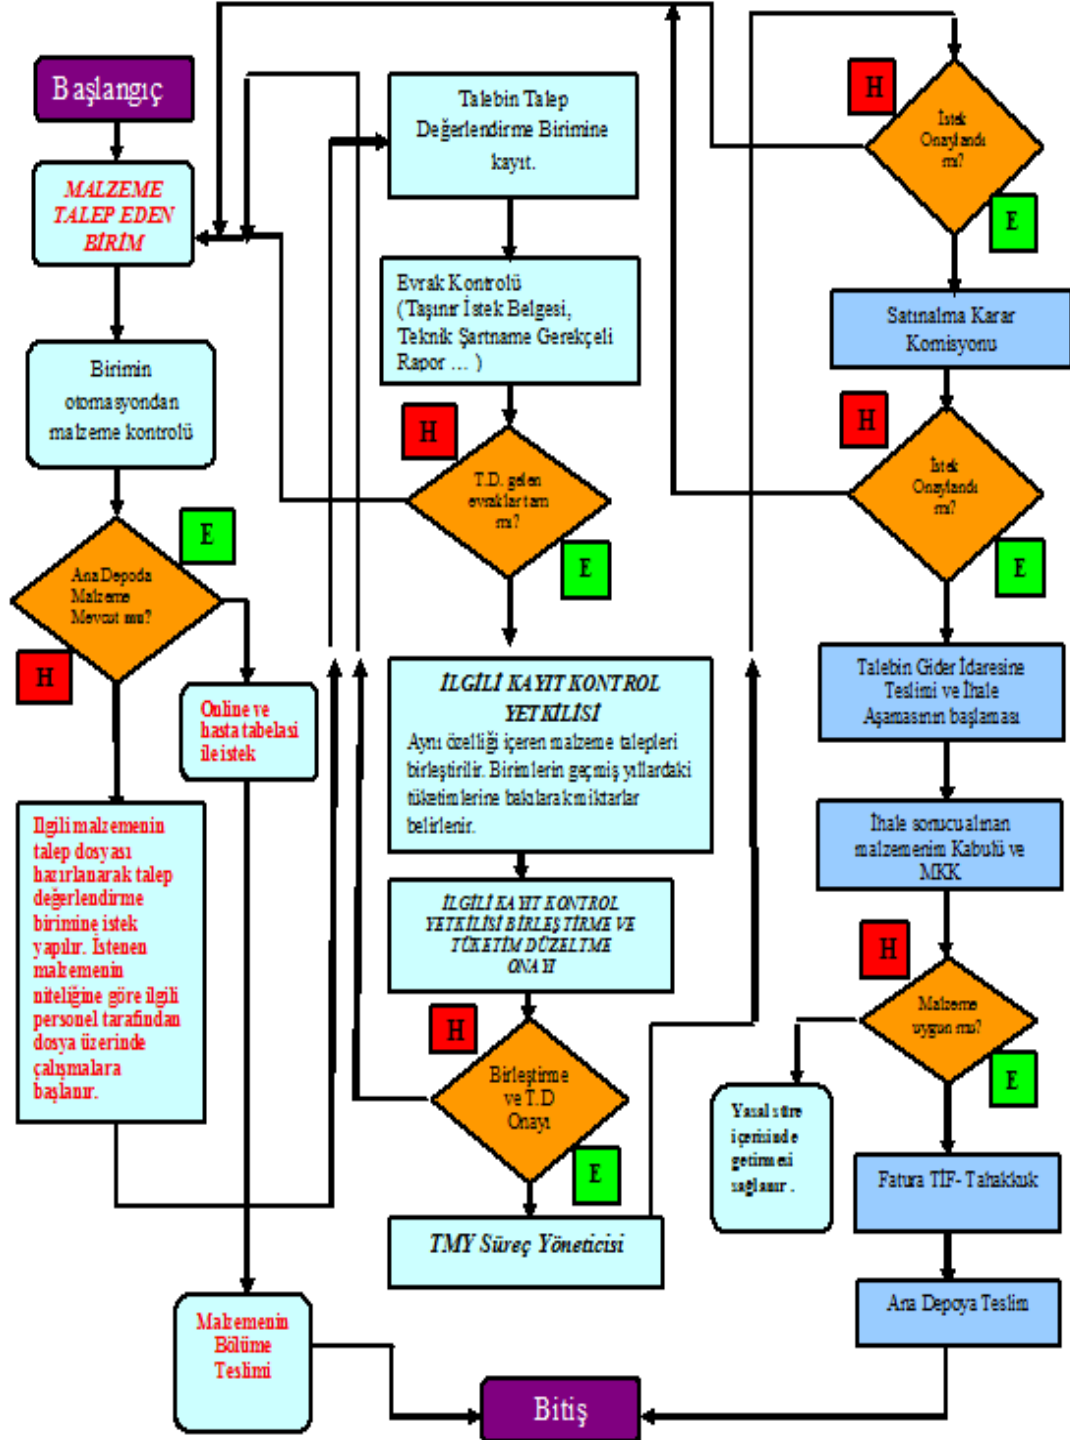 Başlangıç
MALZEME
TALEP EDEN
BİRİM
Birimin
otomasyondan
malzeme kontrolü
E
Ana Depoda
Malzeme
Mevcut mu?
H
Online ve
hasta tabelasi
ile istek
Ilgili malzemenin
talep dosyası
hazırlanarak talep
değerlendirme
birimine istek
yapılır. İstenen
malzemenin
niteliğine göre ilgili
personel tarafından
dosya üzerinde
çalışmalara
başlanır.
Malzemenin
Bölüme
Teslimi
Talebin Talep
Değerlendirme Birimine
kayıt.
Evrak Kontrolü
(Taşınır İstek Belgesi,
Teknik Şartname Gerekçeli
Rapor ... )
H
T.D. gelen
evraklar tam
mı?
E
İLGİLİ KAYIT KONTROL
YETKİLİSİ
Aynı özelliği içeren malzeme talepleri
birleştirilir. Birimlerin geçmiş yıllardaki
tüketimlerine bakılarak miktarlar
belirlenir.
İLGİLİ KAYIT KONTROL
YETKİLİSİ BİRLEŞTİRME VE
TÜKETİM DÜZELTME
ONAYI
H
Birleştirme
ve T.D
Onayı
E
TMY Süreç Yöneticisi
H
İstek
Onaylandı
mı?
E
Satınalma Karar
Komisyonu
H
İstek
Onaylandı
mı?
E
Talebin Gider İdaresine
Teslimi ve İhale
Aşamasının başlaması
İhale sonucu alınan
malzemenim Kabulü ve
MKK
H
Malzeme
uygun mu?
E
Yasal süre
içerisinde
getirmesi
sağlanır .
Fatura TİF- Tahakkuk
Ana Depoya Teslim
Bitiş